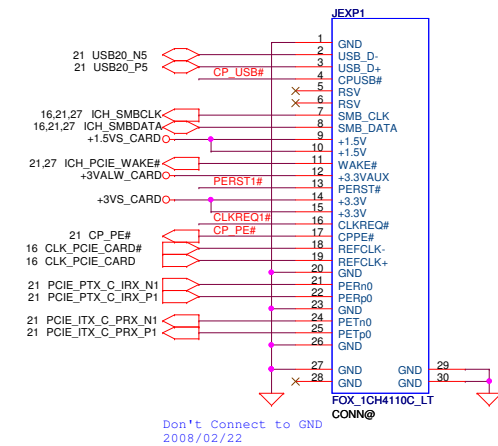 JEXP1
1 GND
21 USB20_N5 2 USB_D-
21 USB20_P5 3 USB_D+
CP_USB# 4 CPUSB#
5 RSV
6 RSV
16,21,27 ICH_SMBCLK 7 SMB_CLK
16,21,27 ICH_SMBDATA 8 SMB_DATA
+1.5VS_CARD 9 +1.5V
10 +1.5V
21,27 ICH_PCIE_WAKE# 11 WAKE#
+3VALW_CARD 12 +3.3VAUX
PERST1# 13 PERST#
+3VS_CARD 14 +3.3V
15 +3.3V
CLKREQ1# 16 CLKREQ#
21 CP_PE# CP_PE# 17 CPPE#
16 CLK_PCIE_CARD# 18 REFCLK-
16 CLK_PCIE_CARD 19 REFCLK+
20 GND
21 PCIE_PTX_C_IRX_N1 21 PERn0
21 PCIE_PTX_C_IRX_P1 22 PERp0
23 GND
21 PCIE_ITX_C_PRX_N1 24 PETn0
21 PCIE_ITX_C_PRX_P1 25 PETp0
26 GND
27 GND GND 29
28 GND GND 30
FOX_1CH4110C_LT
CONN@
Don't Connect to GND
2008/02/22